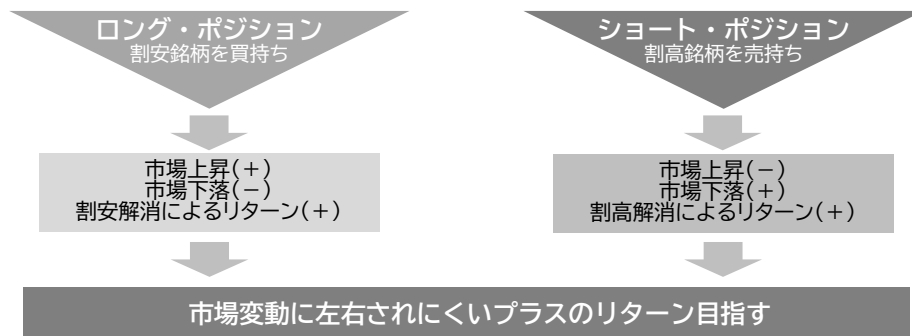 ロング・ポジション
割安銘柄を買持ち
市場上昇(＋)
市場下落(－)
割安解消によるリターン(＋)
ショート・ポジション
割高銘柄を売持ち
市場上昇(－)
市場下落(＋)
割高解消によるリターン(＋)
市場変動に左右されにくいプラスのリターン目指す